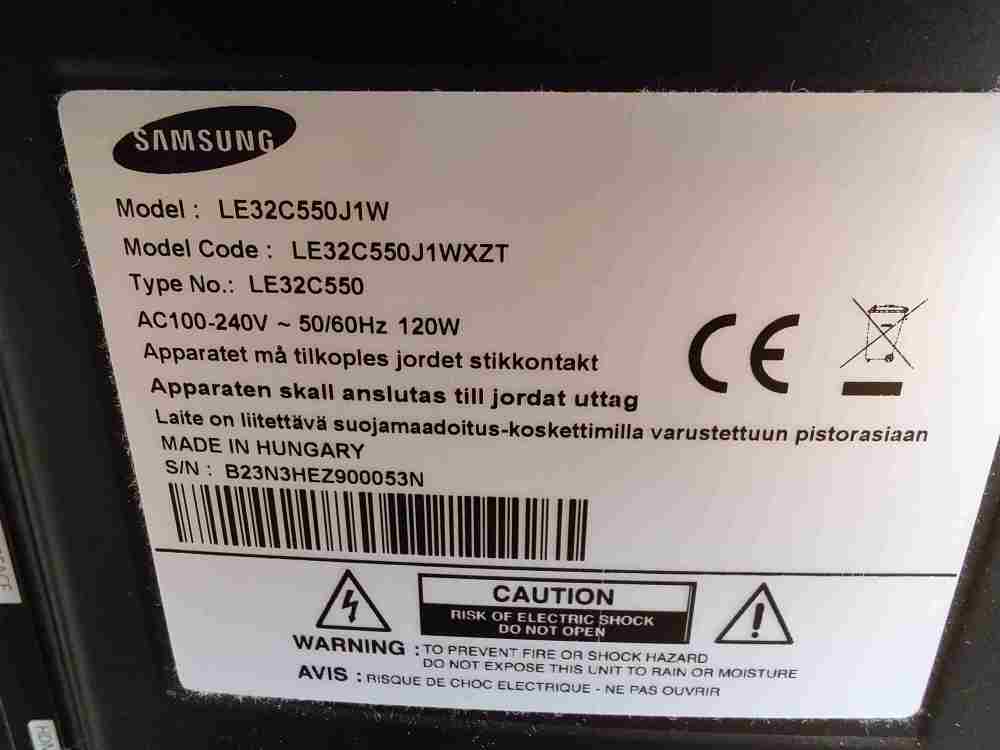 SAMSUNG
Model : LE32C550J1W
Model Code : LE32C550J1WXZT
Type No.: LE32C550
AC100-240V ~ 50/60Hz 120W
Apparatet må tilkoples jordet stikkontakt
Apparaten skall anslutas till jordat uttag
Laite on liitettävä suojamaadoitus-koskettimilla varustettuun pistorasiaan
MADE IN HUNGARY
S/N : B23N3HEZ900053N
CE
CAUTION
RISK OF ELECTRIC SHOCK
DO NOT OPEN
WARNING : TO PREVENT FIRE OR SHOCK HAZARD
DO NOT EXPOSE THIS UNIT TO RAIN OR MOISTURE
AVIS : RISQUE DE CHOC ELECTRIQUE - NE PAS OUVRIR